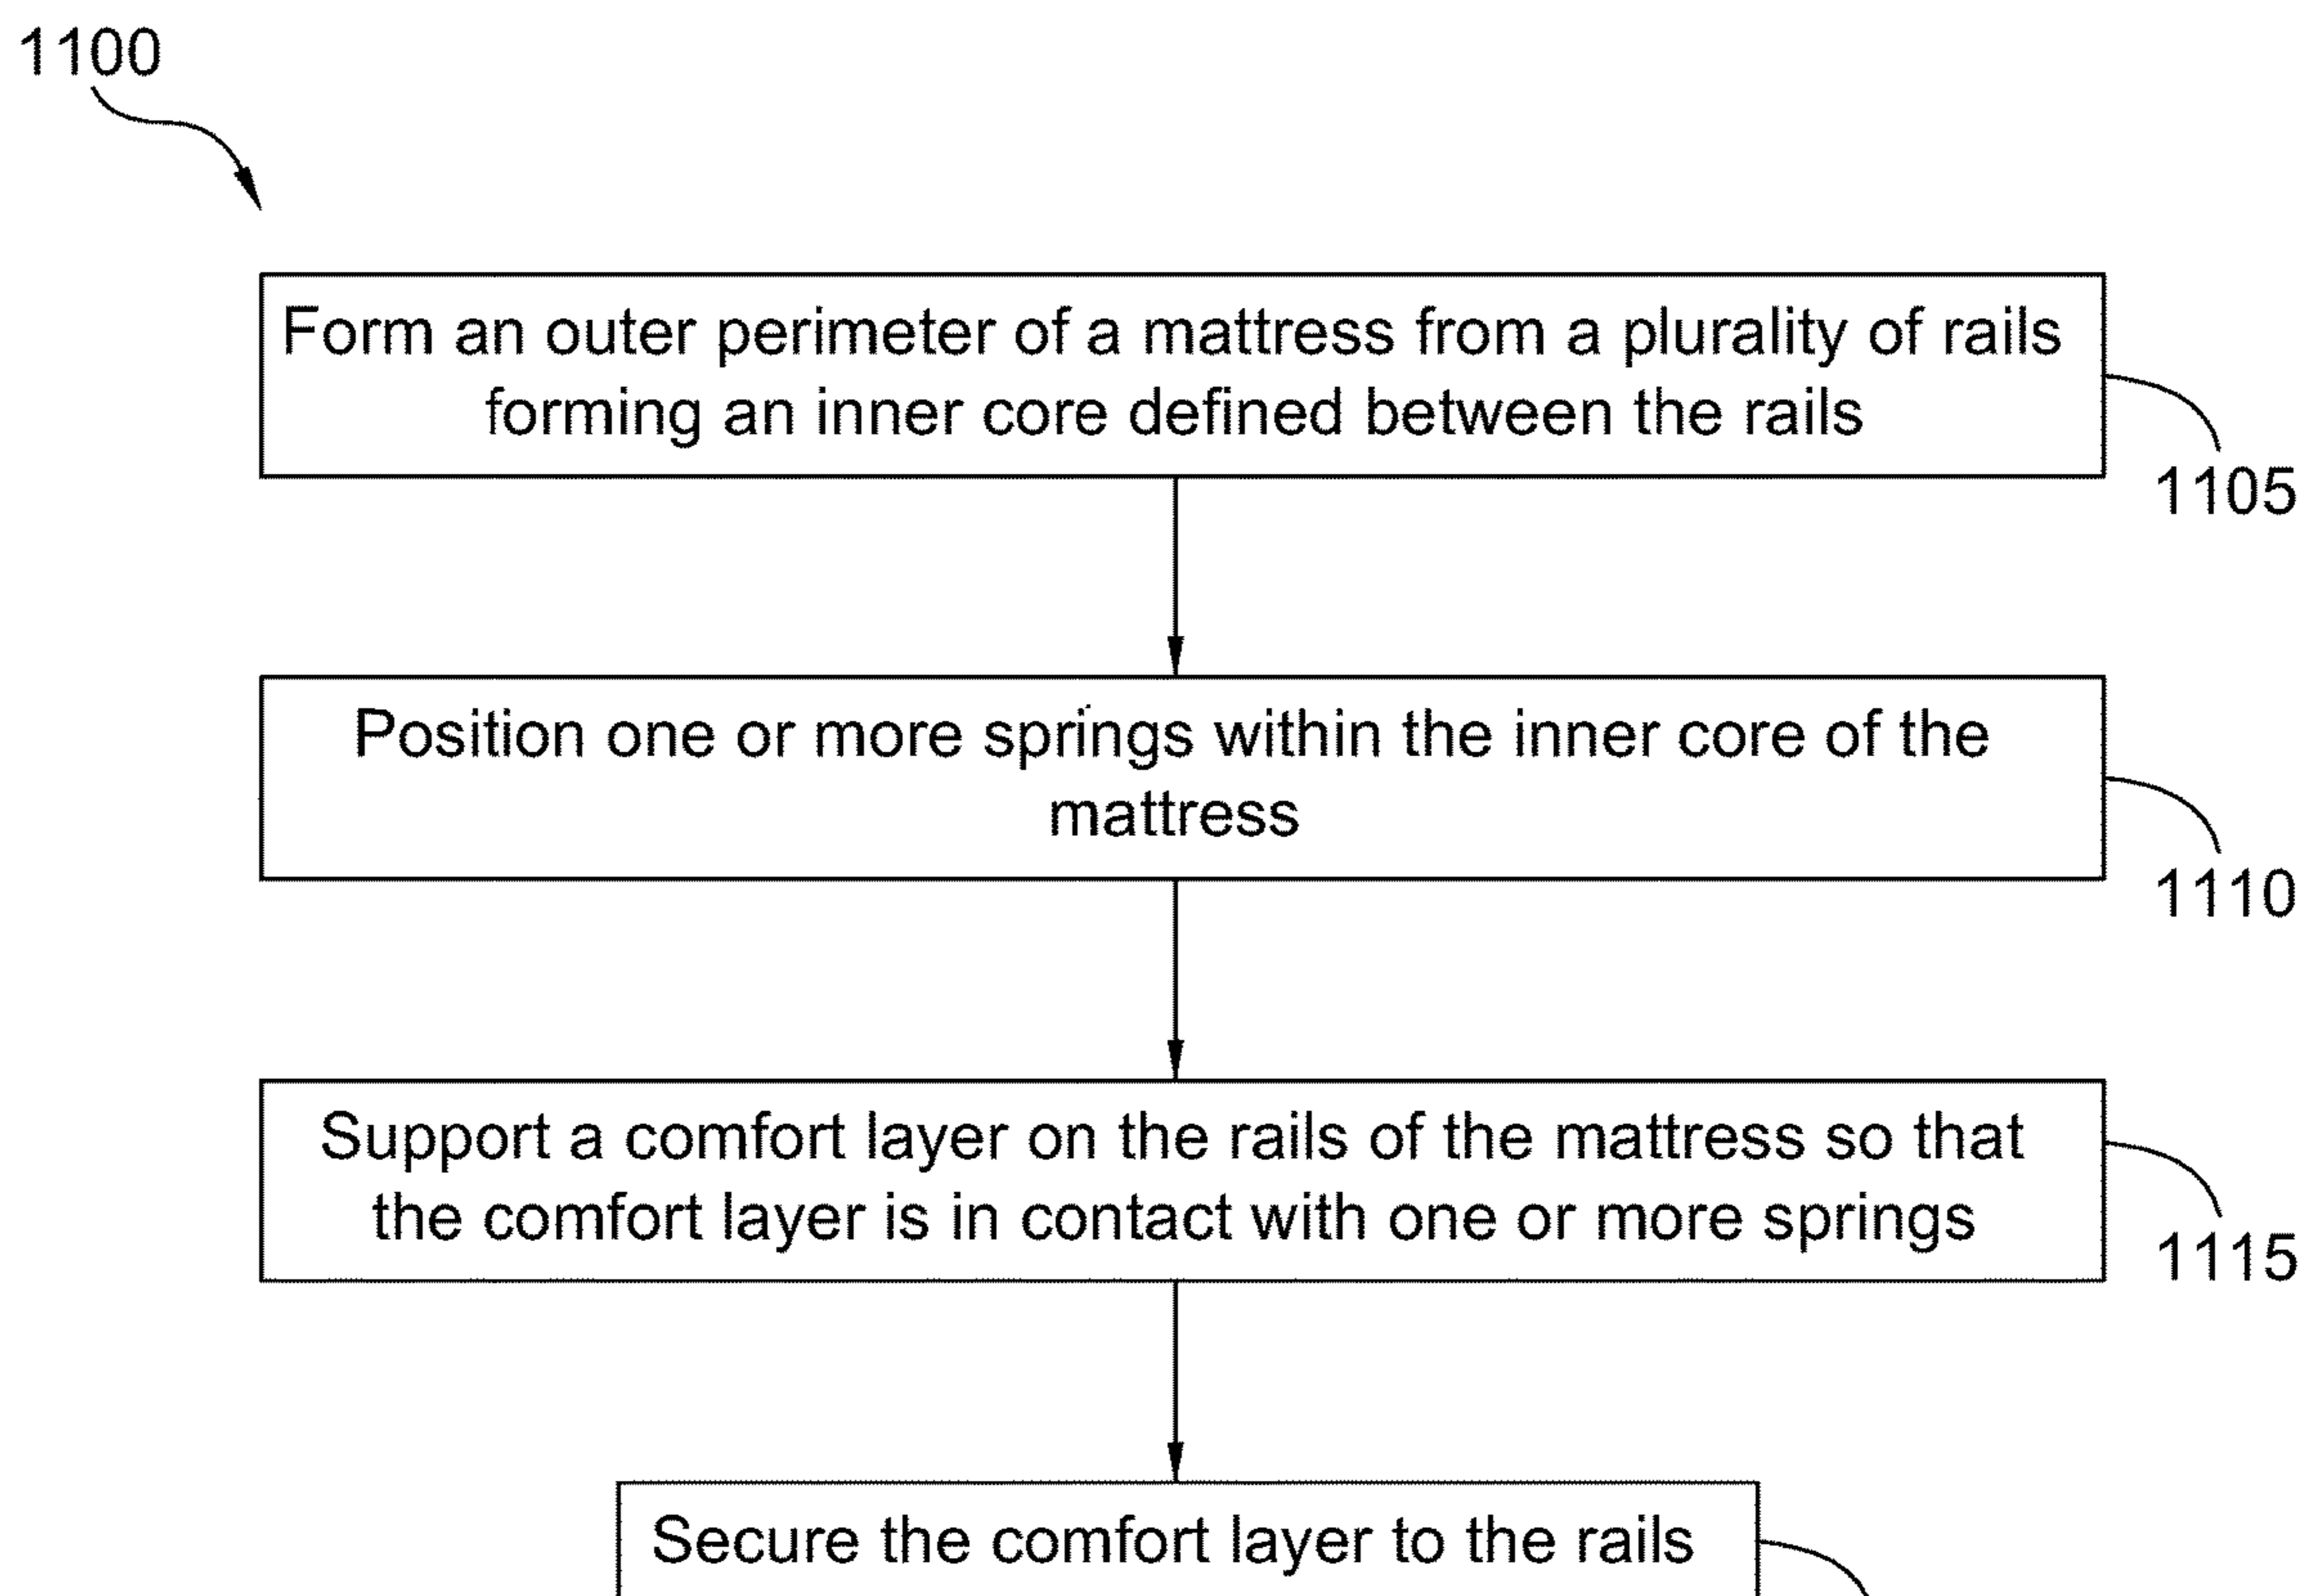 1100
Form an outer perimeter of a mattress from a plurality of rails
forming an inner core defined between the rails
1105
Position one or more springs within the inner core of the
mattress
1110
Support a comfort layer on the rails of the mattress so that
the comfort layer is in contact with one or more springs
1115
Secure the comfort layer to the rails